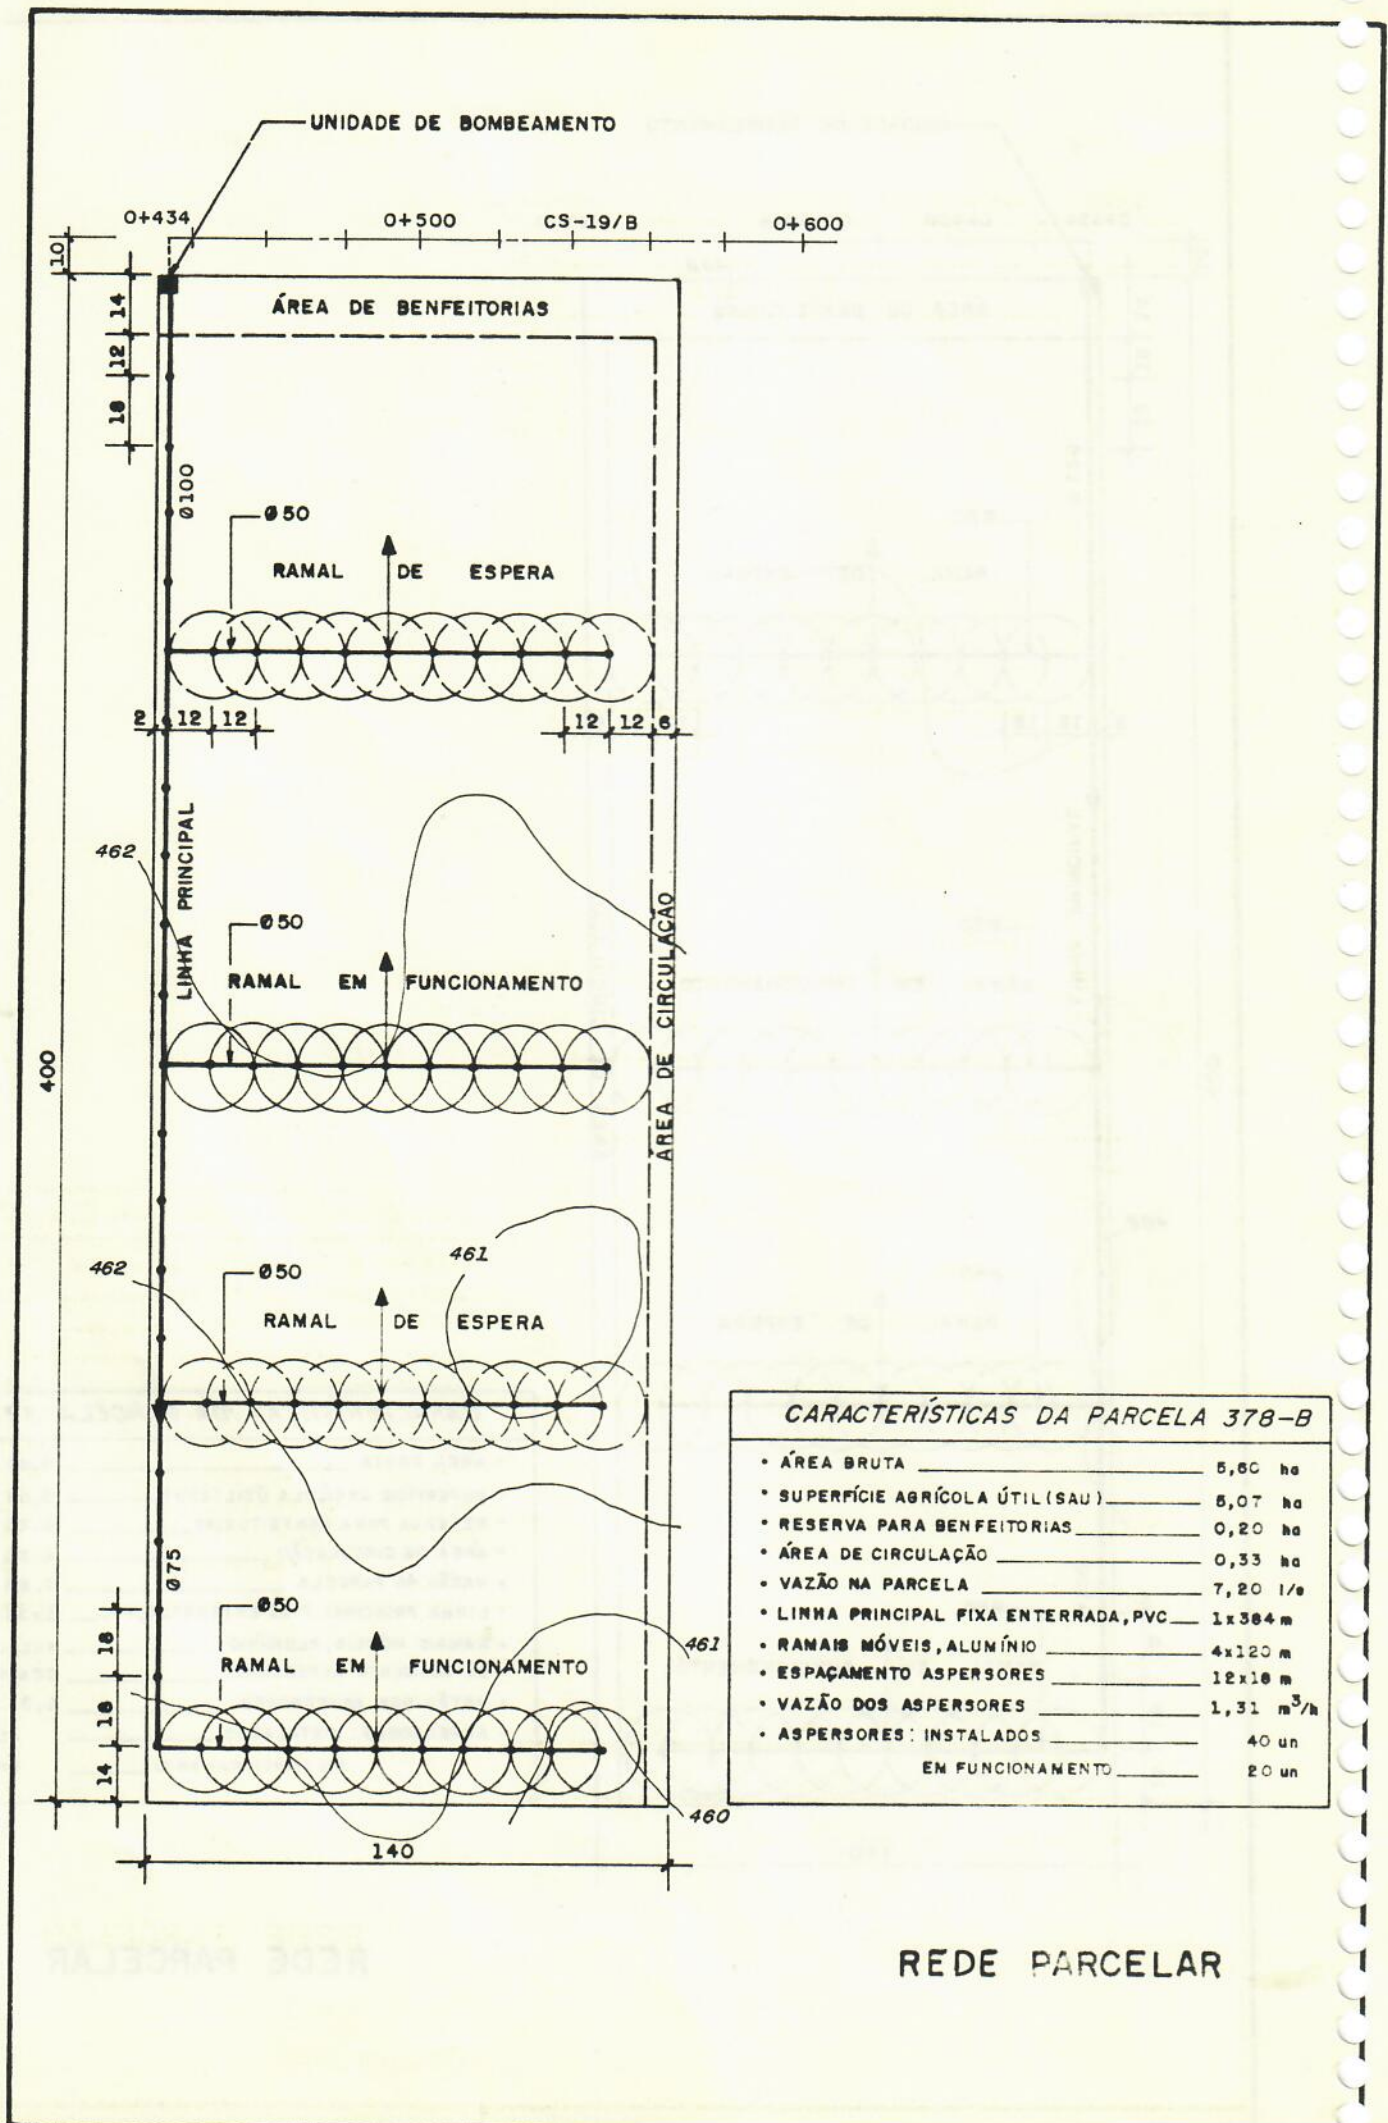 UNIDADE DE BOMBEAMENTO
0+434 0+500 CS-19/B 0+600
10
ÁREA DE BENFEITORIAS
14
12
18
Ø100
Ø50
RAMAL DE ESPERA
2 12 12 12 12 6
LINHA PRINCIPAL
462
Ø50
RAMAL EM FUNCIONAMENTO
ÁREA DE CIRCULAÇÃO
400
462
461
Ø50
RAMAL DE ESPERA
Ø75
Ø50
RAMAL EM FUNCIONAMENTO
461
18
18
14
460
140
CARACTERÍSTICAS DA PARCELA 378-B
• ÁREA BRUTA 5,60 ha
• SUPERFÍCIE AGRÍCOLA ÚTIL (SAU) 5,07 ha
• RESERVA PARA BENFEITORIAS 0,20 ha
• ÁREA DE CIRCULAÇÃO 0,33 ha
• VAZÃO NA PARCELA 7,20 l/s
• LINHA PRINCIPAL FIXA ENTERRADA, PVC 1x384 m
• RAMAIS MÓVEIS, ALUMÍNIO 4x120 m
• ESPAÇAMENTO ASPERSORES 12x18 m
• VAZÃO DOS ASPERSORES 1,31 m³/h
• ASPERSORES: INSTALADOS 40 un
EM FUNCIONAMENTO 20 un
REDE PARCELAR